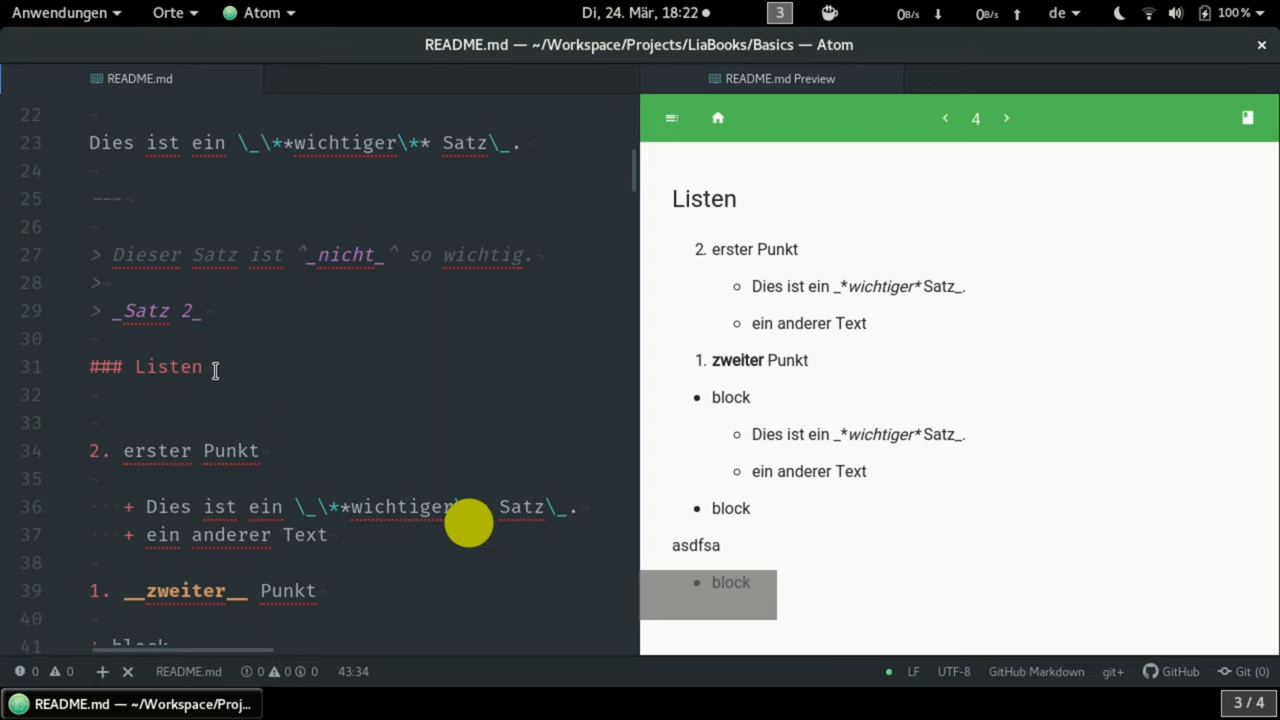 Anwendungen Orte Atom Di, 24. Mär, 18:22 3 0B/s 0B/s de 100 %
README.md — ~/Workspace/Projects/LiaBooks/Basics — Atom ×
README.md README.md Preview
22
23 Dies ist ein \_\**wichtiger\** Satz\_.
24
25 ---
26
27 > Dieser Satz ist ^_nicht_^ so wichtig.
28 >
29 > _Satz 2_
30
31 ### Listen
32
33
34 2. erster Punkt
35
36 + Dies ist ein \_\**wichtiger Satz\_.
37 + ein anderer Text
38
39 1. __zweiter__ Punkt
40
41 block
4
Listen
2. erster Punkt
Dies ist ein _*wichtiger* Satz_.
ein anderer Text
1. zweiter Punkt
block
Dies ist ein _*wichtiger* Satz_.
ein anderer Text
block
asdfsa
block
0 0 + × README.md 0 0 0 43:34 LF UTF-8 GitHub Markdown git+ GitHub Git (0)
README.md — ~/Workspace/Proj... 3 / 4